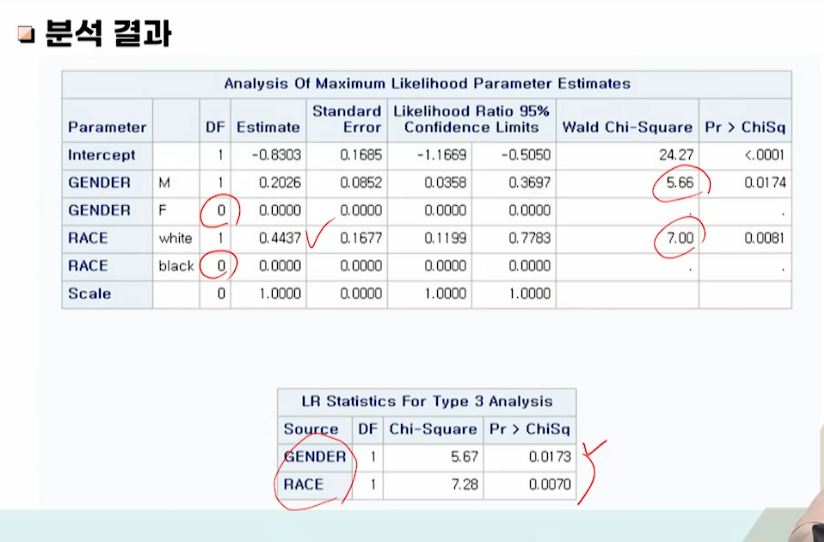 분석 결과
Analysis Of Maximum Likelihood Parameter Estimates
Parameter DF Estimate Standard Error Likelihood Ratio 95% Confidence Limits Wald Chi-Square Pr > ChiSq
Intercept 1 -0.8303 0.1685 -1.1669 -0.5050 24.27 <.0001
GENDER M 1 0.2026 0.0852 0.0358 0.3697 5.66 0.0174
GENDER F 0 0.0000 0.0000 0.0000 0.0000 . .
RACE white 1 0.4437 0.1677 0.1199 0.7783 7.00 0.0081
RACE black 0 0.0000 0.0000 0.0000 0.0000 . .
Scale 0 1.0000 0.0000 1.0000 1.0000
LR Statistics For Type 3 Analysis
Source DF Chi-Square Pr > ChiSq
GENDER 1 5.67 0.0173
RACE 1 7.28 0.0070